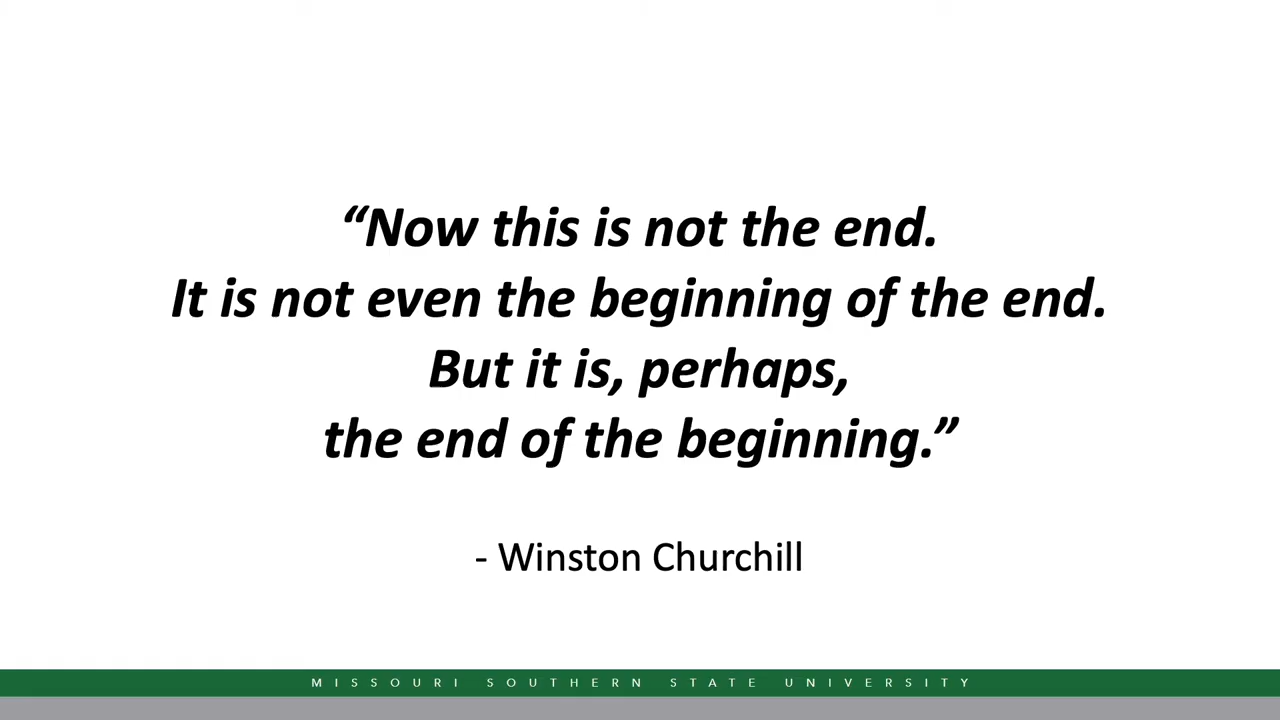 “Now this is not the end.
It is not even the beginning of the end.
But it is, perhaps,
the end of the beginning.”
- Winston Churchill
MISSOURI SOUTHERN STATE UNIVERSITY